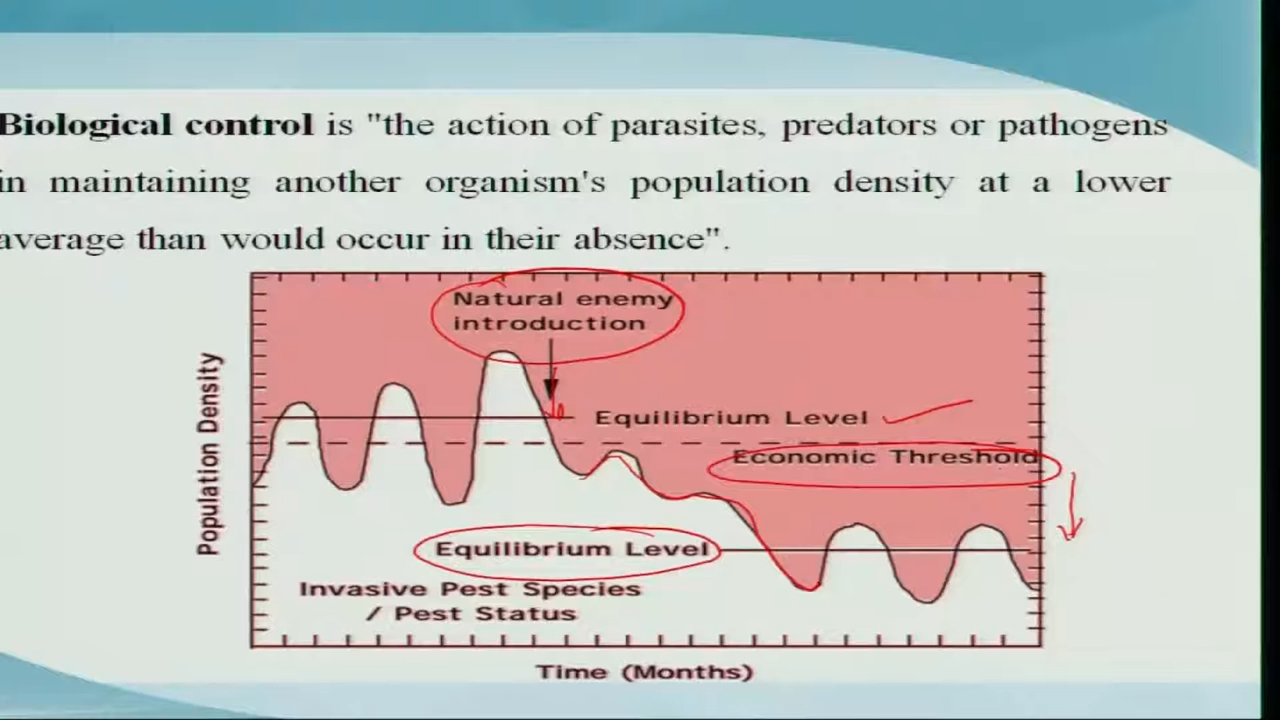 Biological control is "the action of parasites, predators or pathogens
in maintaining another organism's population density at a lower
average than would occur in their absence".
Natural enemy
introduction
Equilibrium Level
Economic Threshold
Equilibrium Level
Invasive Pest Species
/ Pest Status
Population Density
Time (Months)